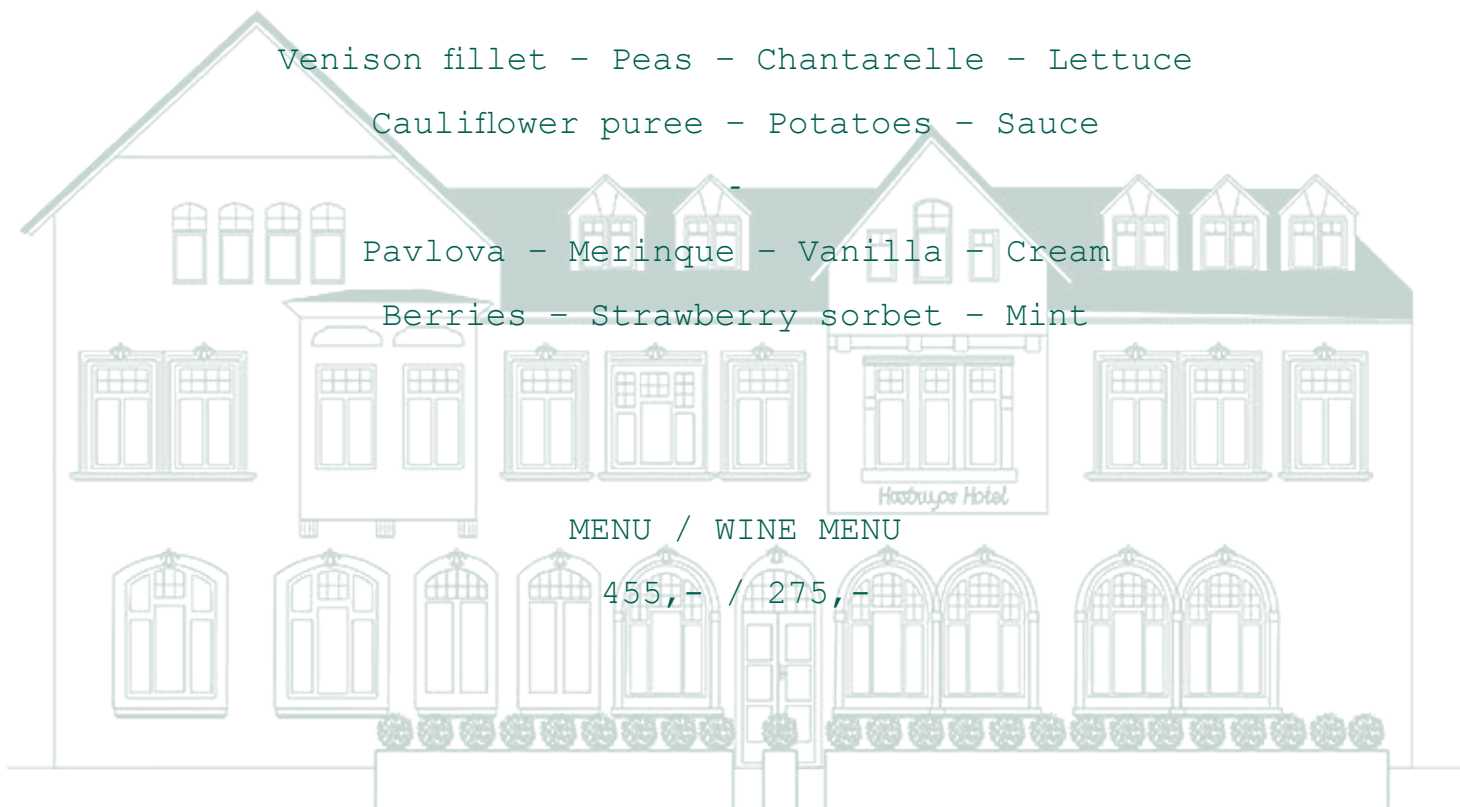 Venison fillet – Peas – Chantarelle – Lettuce
Cauliflower puree – Potatoes – Sauce
-
Pavlova – Merinque – Vanilla – Cream
Berries – Strawberry sorbet – Mint
Hotel
MENU / WINE MENU
455,- / 275,-